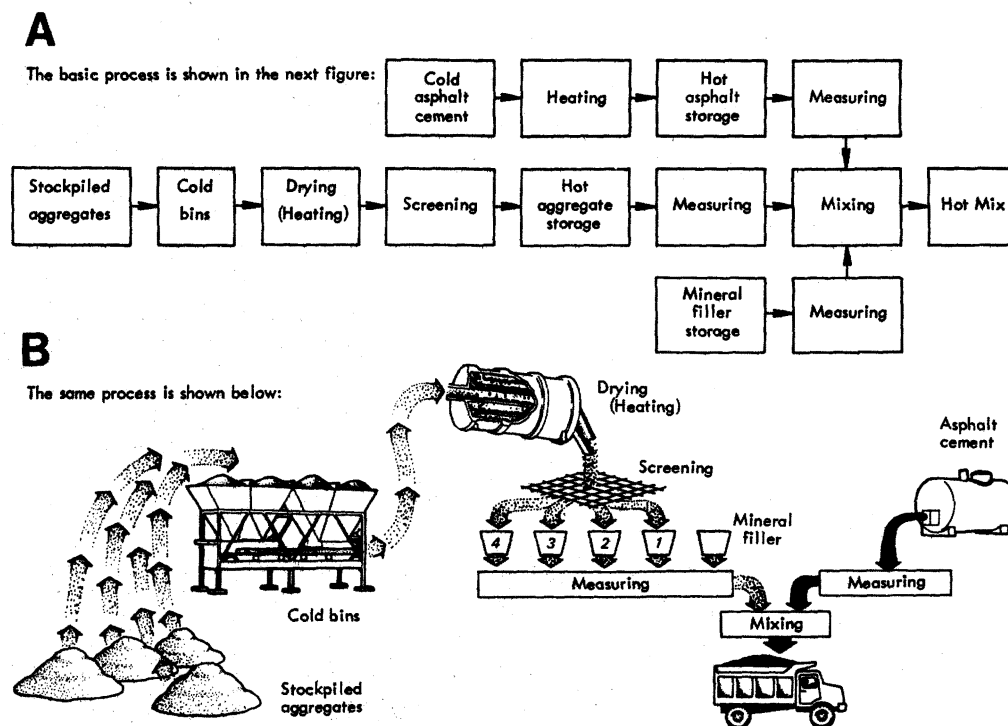 A
The basic process is shown in the next figure:
Cold
asphalt
cement
Heating
Hot
asphalt
storage
Measuring
Stockpiled
aggregates
Cold
bins
Drying
(Heating)
Screening
Hot
aggregate
storage
Measuring
Mixing
Hot Mix
Mineral
filler
storage
Measuring
B
The same process is shown below:
Drying
(Heating)
Asphalt
cement
Screening
Mineral
filler
4
3
2
1
Measuring
Measuring
Cold bins
Mixing
Stockpiled
aggregates